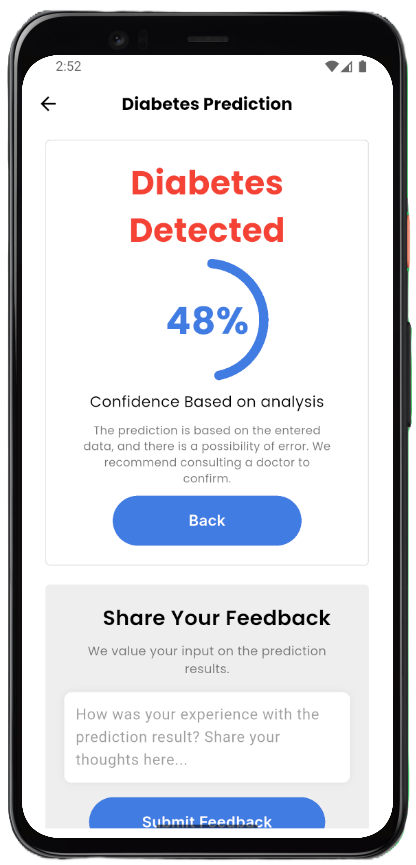 2:52
Diabetes Prediction
Diabetes
Detected
48%
Confidence Based on analysis
The prediction is based on the entered
data, and there is a possibility of error. We
recommend consulting a doctor to
confirm.
Back
Share Your Feedback
We value your input on the prediction
results.
How was your experience with the
prediction result? Share your
thoughts here...
Submit Feedback